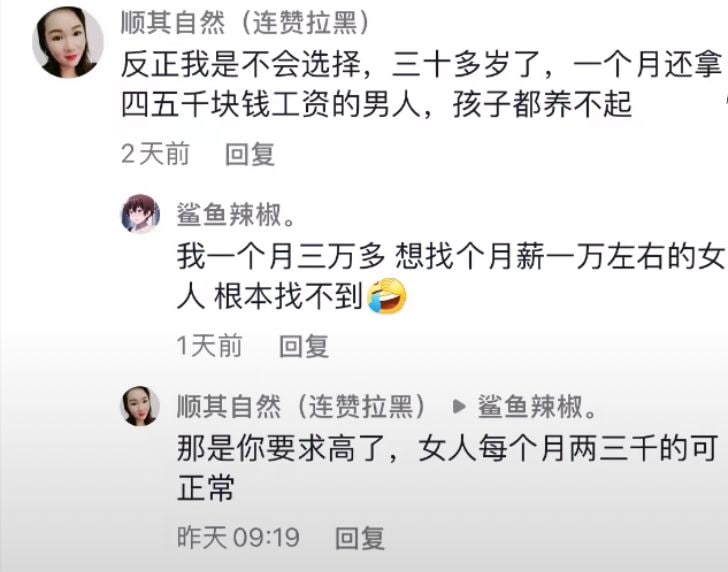 顺其自然（连赞拉黑）
反正我是不会选择，三十多岁了，一个月还拿
四五千块钱工资的男人，孩子都养不起
2天前 回复
鲨鱼辣椒。
我一个月三万多 想找个月薪一万左右的女
人 根本找不到🤣
1天前 回复
顺其自然（连赞拉黑） ▶ 鲨鱼辣椒。
那是你要求高了，女人每个月两三千的可
正常
昨天09:19 回复